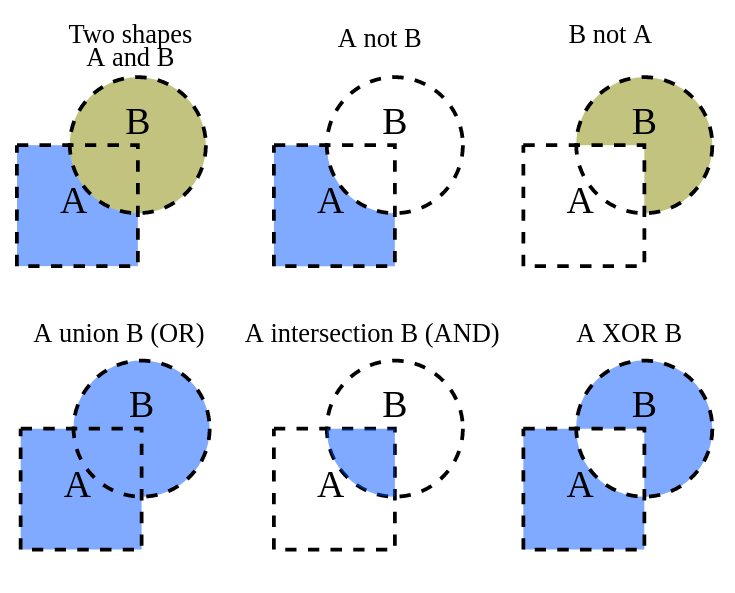 Two shapes
A and B
B
A
A not B
B
A
B not A
B
A
A union B (OR)
B
A
A intersection B (AND)
B
A
A XOR B
B
A